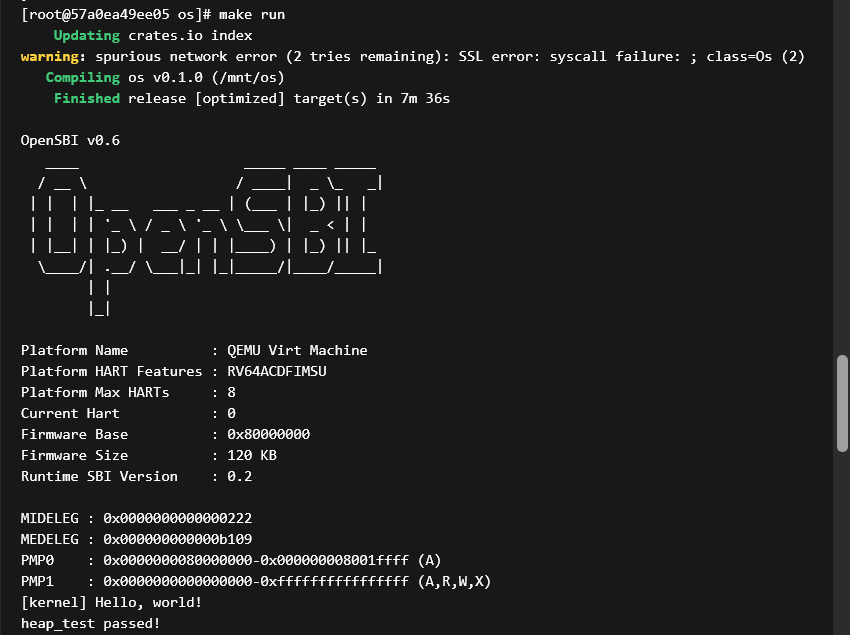 [root@57a0ea49ee05 os]# make run
    Updating crates.io index
warning: spurious network error (2 tries remaining): SSL error: syscall failure: ; class=Os (2)
   Compiling os v0.1.0 (/mnt/os)
    Finished release [optimized] target(s) in 7m 36s

OpenSBI v0.6
   ____                    _____ ____ _____
  / __ \                  / ____|  _ \_   _|
 | |  | |_ __   ___ _ __ | (___ | |_) || |
 | |  | | '_ \ / _ \ '_ \ \___ \|  _ < | |
 | |__| | |_) |  __/ | | |____) | |_) || |_
  \____/| .__/ \___|_| |_|_____/|____/_____|
        | |
        |_|

Platform Name          : QEMU Virt Machine
Platform HART Features : RV64ACDFIMSU
Platform Max HARTs     : 8
Current Hart           : 0
Firmware Base          : 0x80000000
Firmware Size          : 120 KB
Runtime SBI Version    : 0.2

MIDELEG : 0x0000000000000222
MEDELEG : 0x000000000000b109
PMP0    : 0x0000000080000000-0x000000008001ffff (A)
PMP1    : 0x0000000000000000-0xffffffffffffffff (A,R,W,X)
[kernel] Hello, world!
heap_test passed!